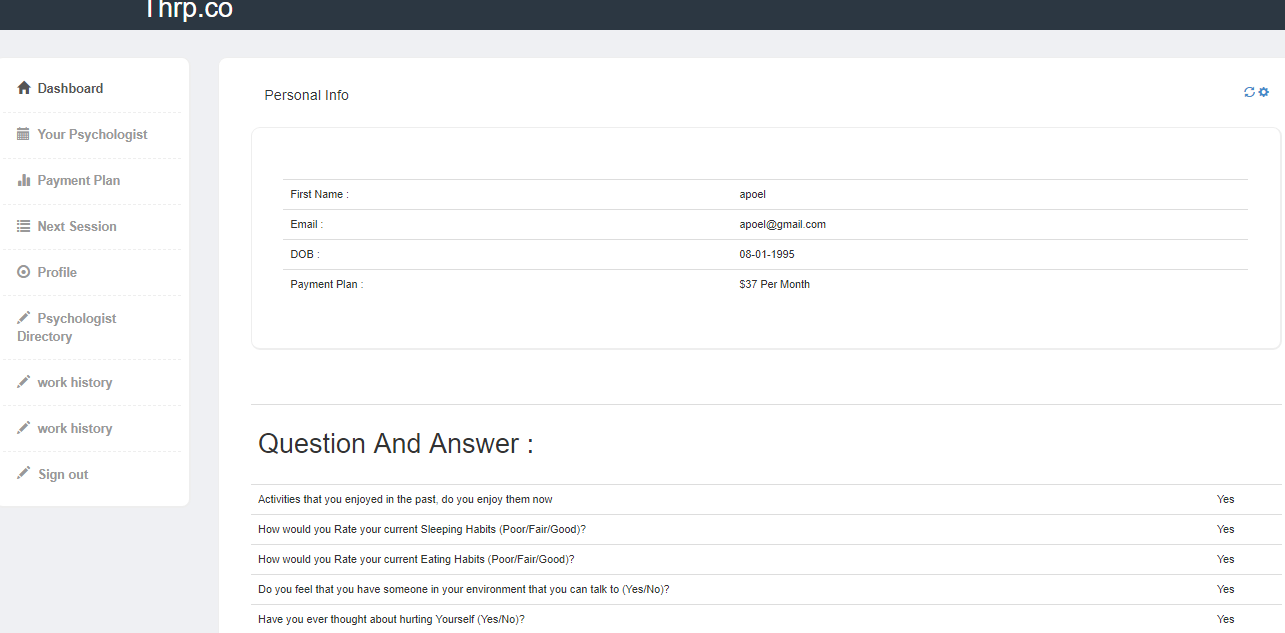 Thrp.co
Dashboard
Your Psychologist
Payment Plan
Next Session
Profile
Psychologist
Directory
work history
work history
Sign out
Personal Info
First Name : apoel
Email : apoel@gmail.com
DOB : 08-01-1995
Payment Plan : $37 Per Month
Question And Answer :
Activities that you enjoyed in the past, do you enjoy them now Yes
How would you Rate your current Sleeping Habits (Poor/Fair/Good)? Yes
How would you Rate your current Eating Habits (Poor/Fair/Good)? Yes
Do you feel that you have someone in your environment that you can talk to (Yes/No)? Yes
Have you ever thought about hurting Yourself (Yes/No)? Yes